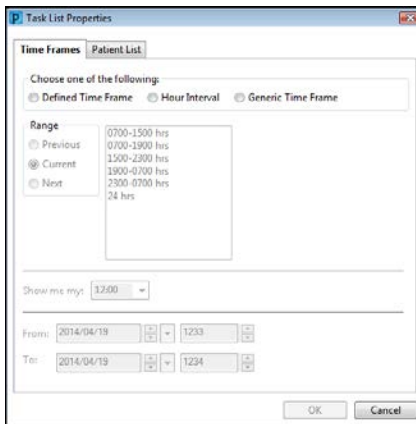 P Task List Properties
Time Frames Patient List
Choose one of the following:
Defined Time Frame Hour Interval Generic Time Frame
Range
Previous
Current
Next
0700-1500 hrs
0700-1900 hrs
1500-2300 hrs
1900-0700 hrs
2300-0700 hrs
24 hrs
Show me my: 12:00
From: 2014/04/19 1233
To: 2014/04/19 1234
OK Cancel